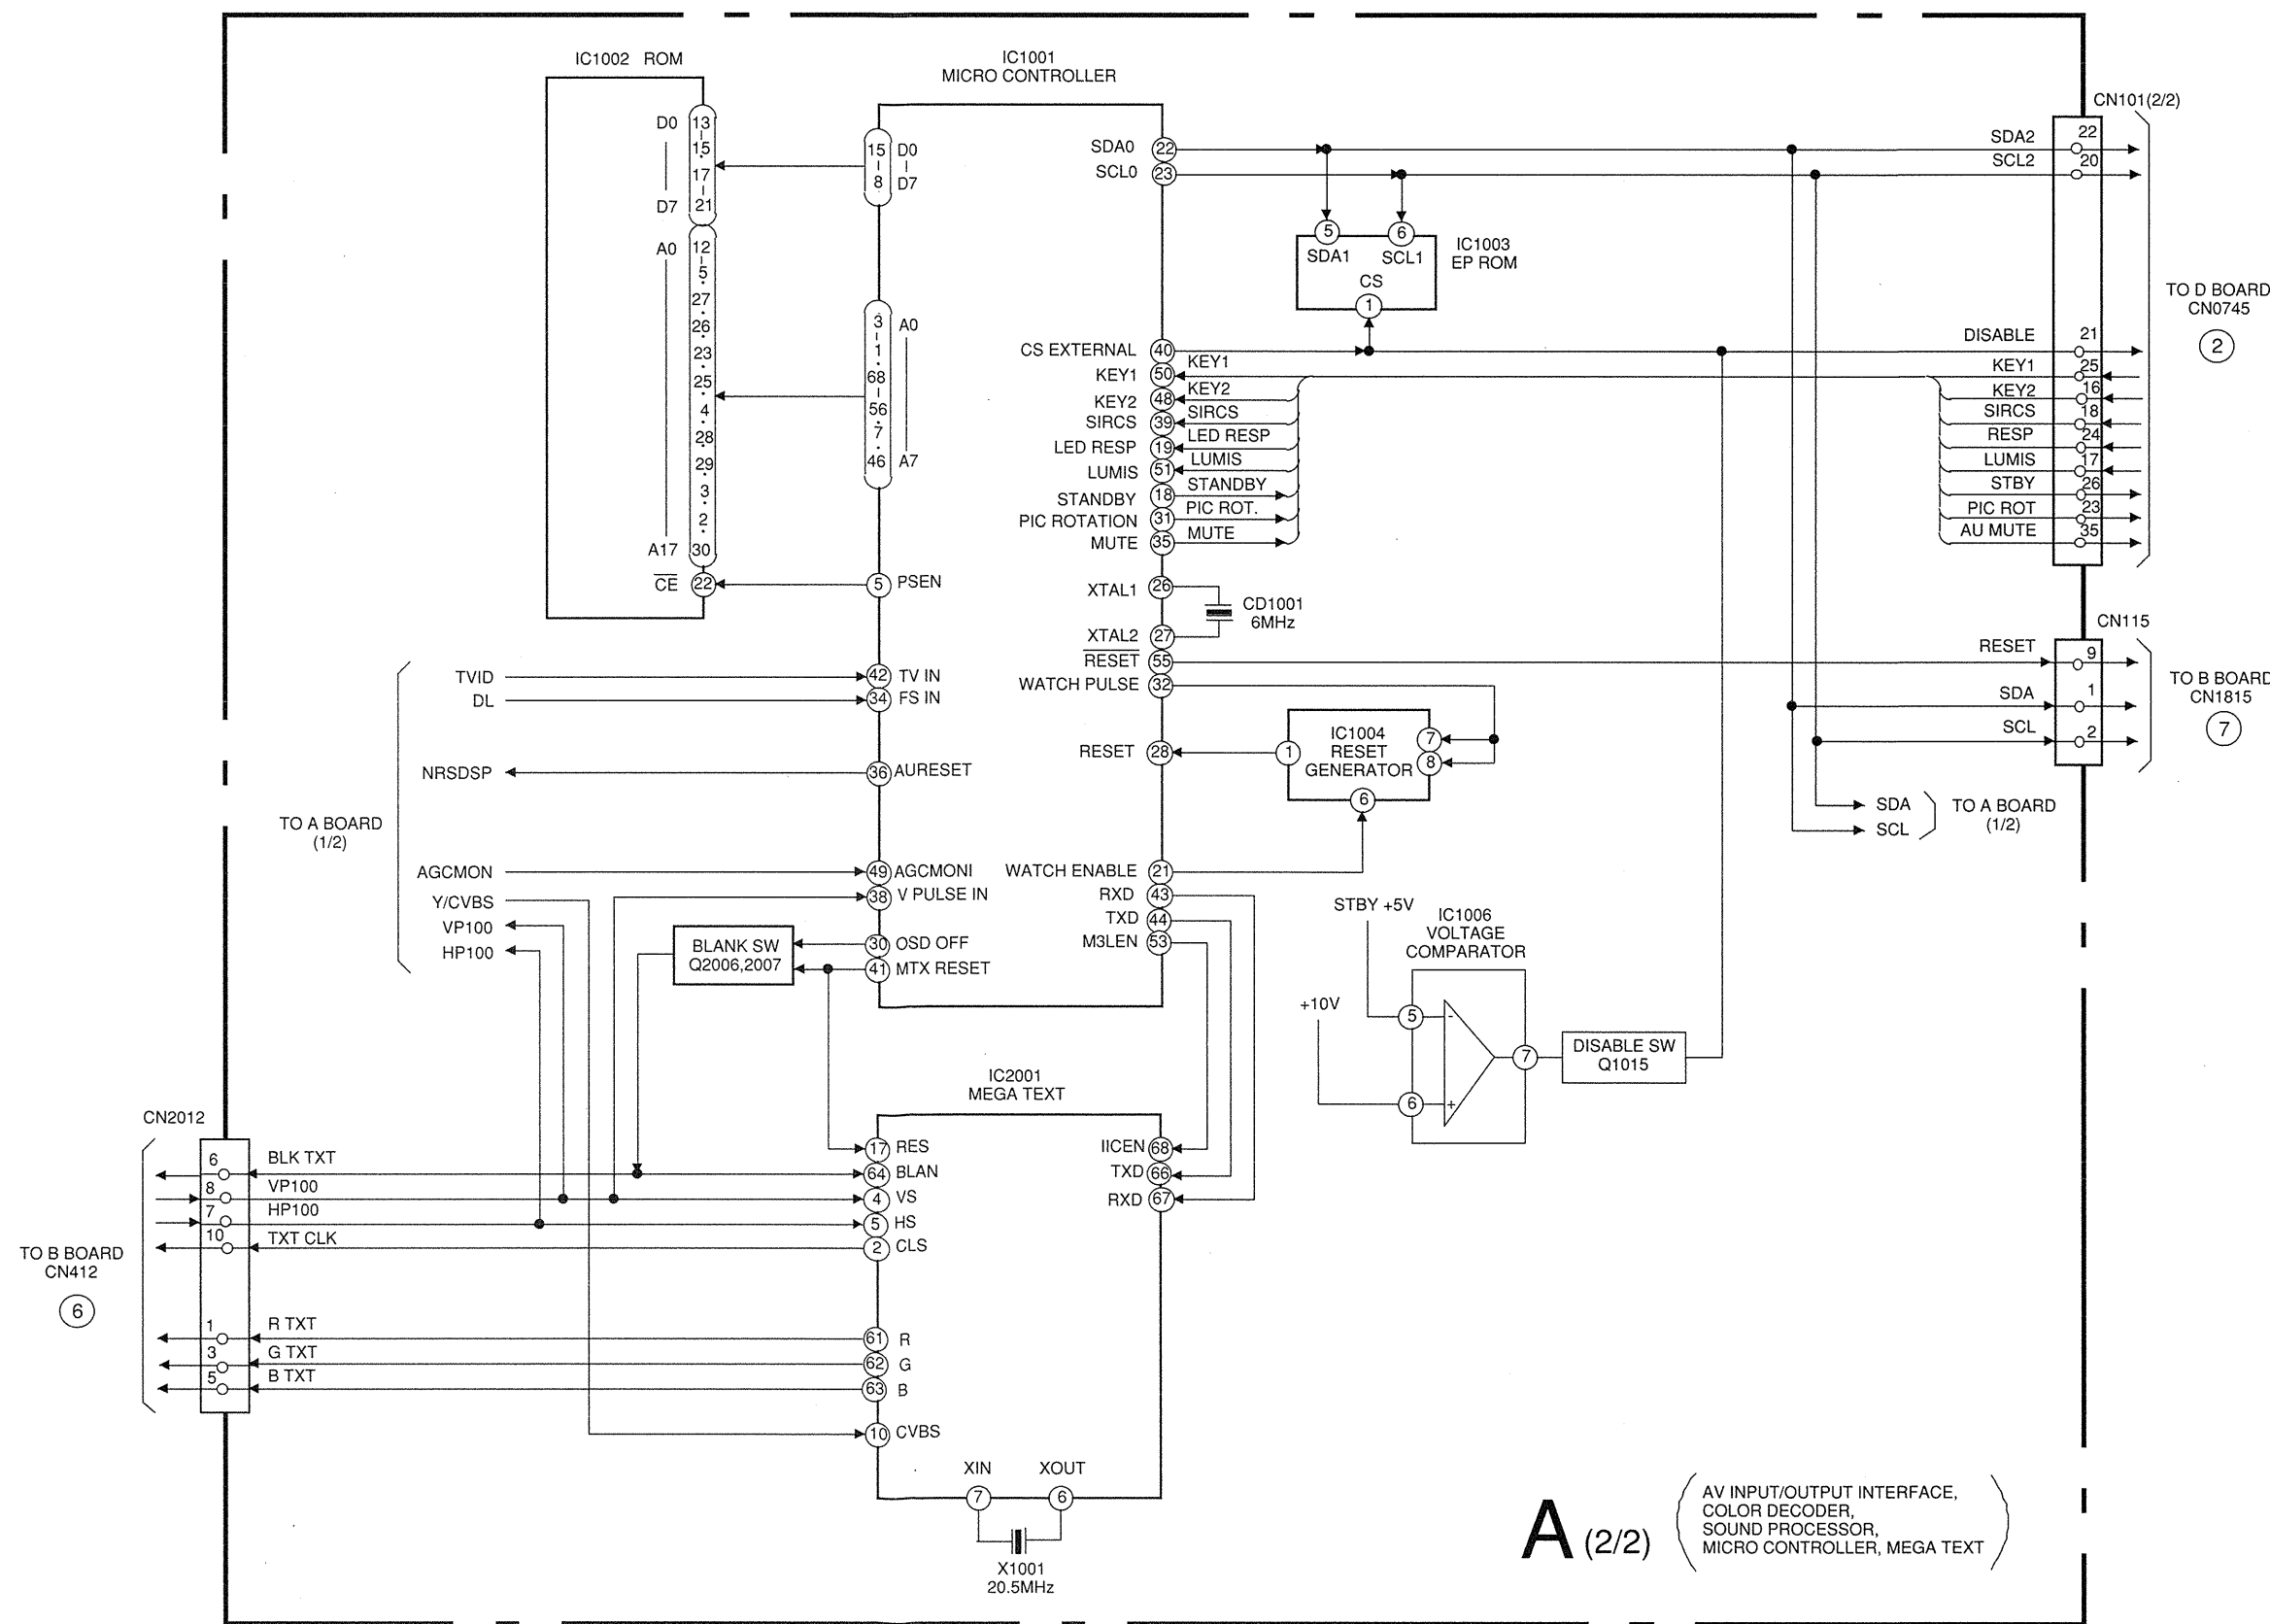 IC1002 ROM
D0
13
15
17
D7
21
A0
12
5
27
26
23
25
4
28
29
3
2
A17
30
CE
22
IC1001
MICRO CONTROLLER
15
D0
8
D7
3
A0
1
68
56
7
46
A7
5
PSEN
42
TV IN
34
FS IN
36
AURESET
49
AGCMONI
38
V PULSE IN
30
OSD OFF
41
MTX RESET
SDA0
22
SCL0
23
CS EXTERNAL
40
KEY1
50
KEY1
KEY2
48
KEY2
SIRCS
39
SIRCS
LED RESP
19
LED RESP
LUMIS
51
LUMIS
STANDBY
18
STANDBY
PIC ROTATION
31
PIC ROT.
MUTE
35
MUTE
XTAL1
26
XTAL2
27
CD1001
6MHz
RESET
55
WATCH PULSE
32
RESET
28
WATCH ENABLE
21
RXD
43
TXD
44
M3LEN
53
5
6
SDA1
SCL1
CS
1
IC1003
EP ROM
1
IC1004
RESET
GENERATOR
7
8
6
STBY +5V
+10V
IC1006
VOLTAGE
COMPARATOR
5
-
6
+
7
DISABLE SW
Q1015
CN101(2/2)
SDA2
22
SCL2
20
DISABLE
21
KEY1
25
KEY2
16
SIRCS
18
RESP
24
LUMIS
17
STBY
26
PIC ROT
23
AU MUTE
35
TO D BOARD
CN0745
2
CN115
RESET
9
SDA
1
SCL
2
TO B BOARD
CN1815
7
SDA
SCL
TO A BOARD
(1/2)
TVID
DL
NRSDSP
TO A BOARD
(1/2)
AGCMON
Y/CVBS
VP100
HP100
BLANK SW
Q2006,2007
IC2001
MEGA TEXT
17
RES
64
BLAN
4
VS
5
HS
2
CLS
61
R
62
G
63
B
10
CVBS
IICEN
68
TXD
66
RXD
67
XIN
XOUT
7
6
X1001
20.5MHz
CN2012
6
BLK TXT
8
VP100
7
HP100
10
TXT CLK
1
R TXT
3
G TXT
5
B TXT
TO B BOARD
CN412
6
A (2/2)
AV INPUT/OUTPUT INTERFACE,
COLOR DECODER,
SOUND PROCESSOR,
MICRO CONTROLLER, MEGA TEXT